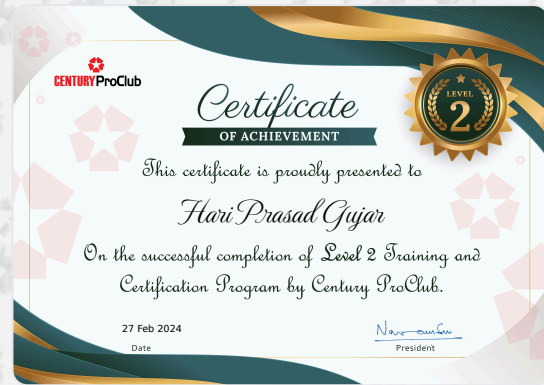 CENTURY ProClub
LEVEL
2
Certificate
OF ACHIEVEMENT
This certificate is proudly presented to
Hari Prasad Gujar
On the successful completion of Level 2 Training and
Certification Program by Century ProClub.
27 Feb 2024
Date
President